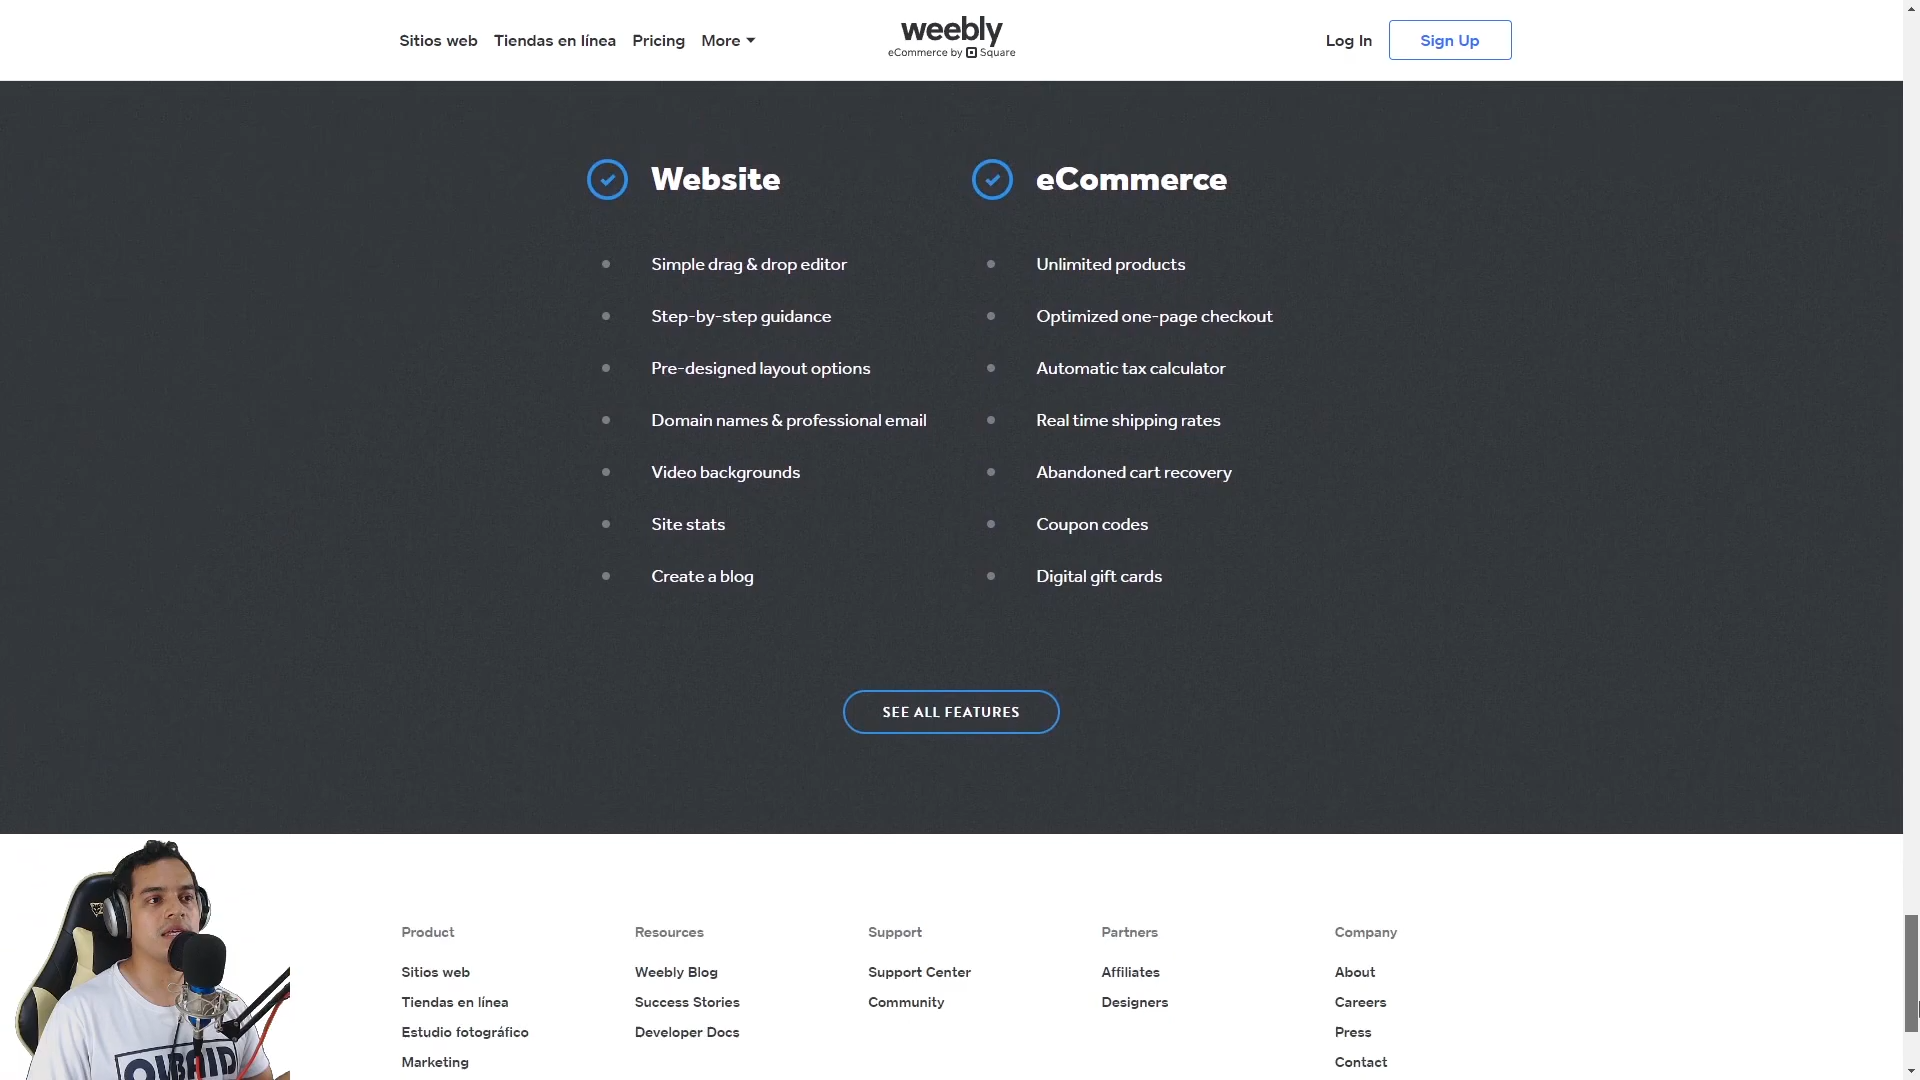 Sitios web
Tiendas en línea
Pricing
More
weebly
eCommerce by Square
Log In
Sign Up
Website
Simple drag & drop editor
Step-by-step guidance
Pre-designed layout options
Domain names & professional email
Video backgrounds
Site stats
Create a blog
eCommerce
Unlimited products
Optimized one-page checkout
Automatic tax calculator
Real time shipping rates
Abandoned cart recovery
Coupon codes
Digital gift cards
SEE ALL FEATURES
Product
Sitios web
Tiendas en línea
Estudio fotográfico
Marketing
Resources
Weebly Blog
Success Stories
Developer Docs
Support
Support Center
Community
Partners
Affiliates
Designers
Company
About
Careers
Press
Contact